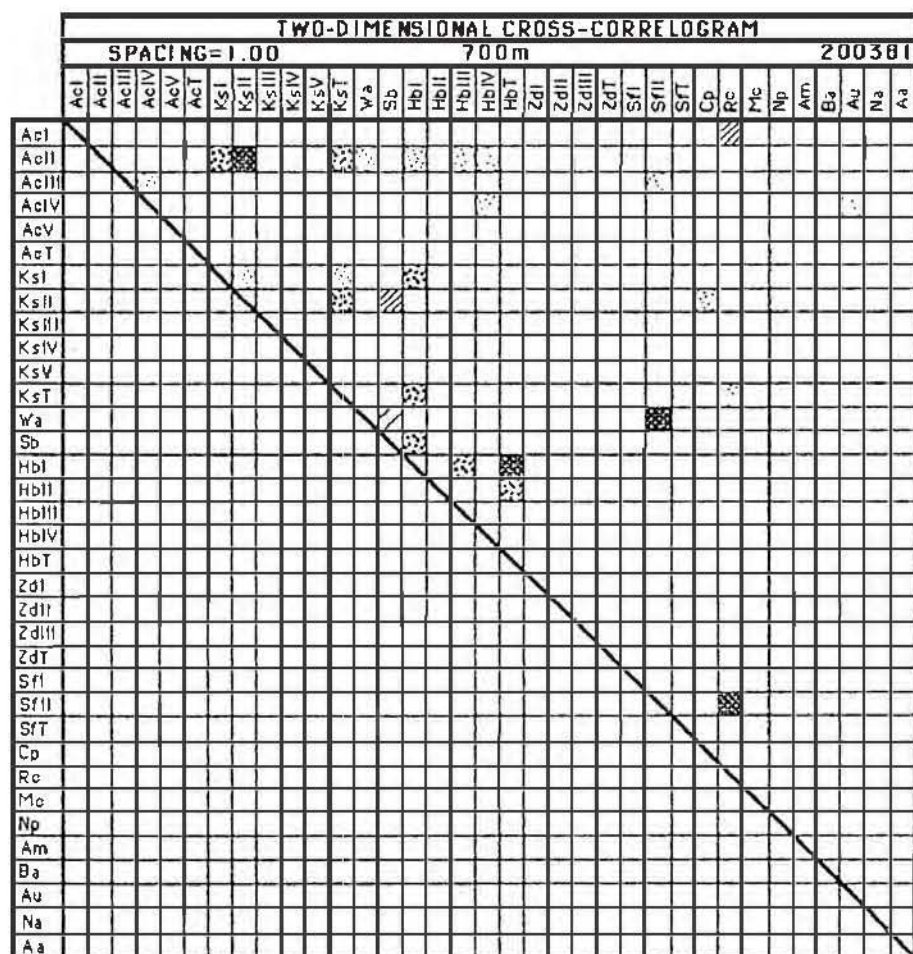 TWO-DIMENSIONAL CROSS-CORRELOGRAM
SPACING=1.00 700m 200381
AcI AcII AcIII AcIV AcV AcT KsI KsII KsIII KsIV KsV KsT Wa Sb HbI HbII HbIII HbIV HbT ZdI ZdII ZdIII ZdT SfI SfII SfT Cp Rc Mc Np Am Ba Au Na Aa
AcI
AcII
AcIII
AcIV
AcV
AcT
KsI
KsII
KsIII
KsIV
KsV
KsT
Wa
Sb
HbI
HbII
HbIII
HbIV
HbT
ZdI
ZdII
ZdIII
ZdT
SfI
SfII
SfT
Cp
Rc
Mc
Np
Am
Ba
Au
Na
Aa